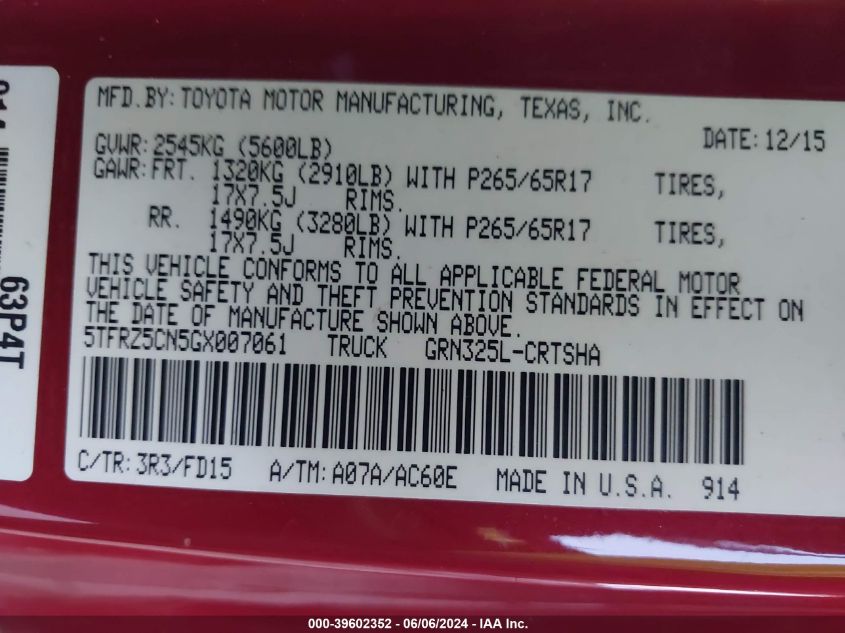 MFD.BY: TOYOTA MOTOR MANUFACTURING, TEXAS, INC.
DATE: 12/15
GVWR: 2545KG (5600LB)
GAWR: FRT. 1320KG (2910LB) WITH P265/65R17 TIRES,
17X7.5J RIMS.
RR. 1490KG (3280LB) WITH P265/65R17 TIRES,
17X7.5J RIMS.
THIS VEHICLE CONFORMS TO ALL APPLICABLE FEDERAL MOTOR
VEHICLE SAFETY AND THEFT PREVENTION STANDARDS IN EFFECT ON
THE DATE OF MANUFACTURE SHOWN ABOVE.
5TFRZ5CN5GX007061 TRUCK GRN325L-CRTSHA
C/TR: 3R3/FD15 A/TM: A07A/AC60E MADE IN U.S.A. 914
63P4T
000-39602352 - 06/06/2024 - IAA Inc.